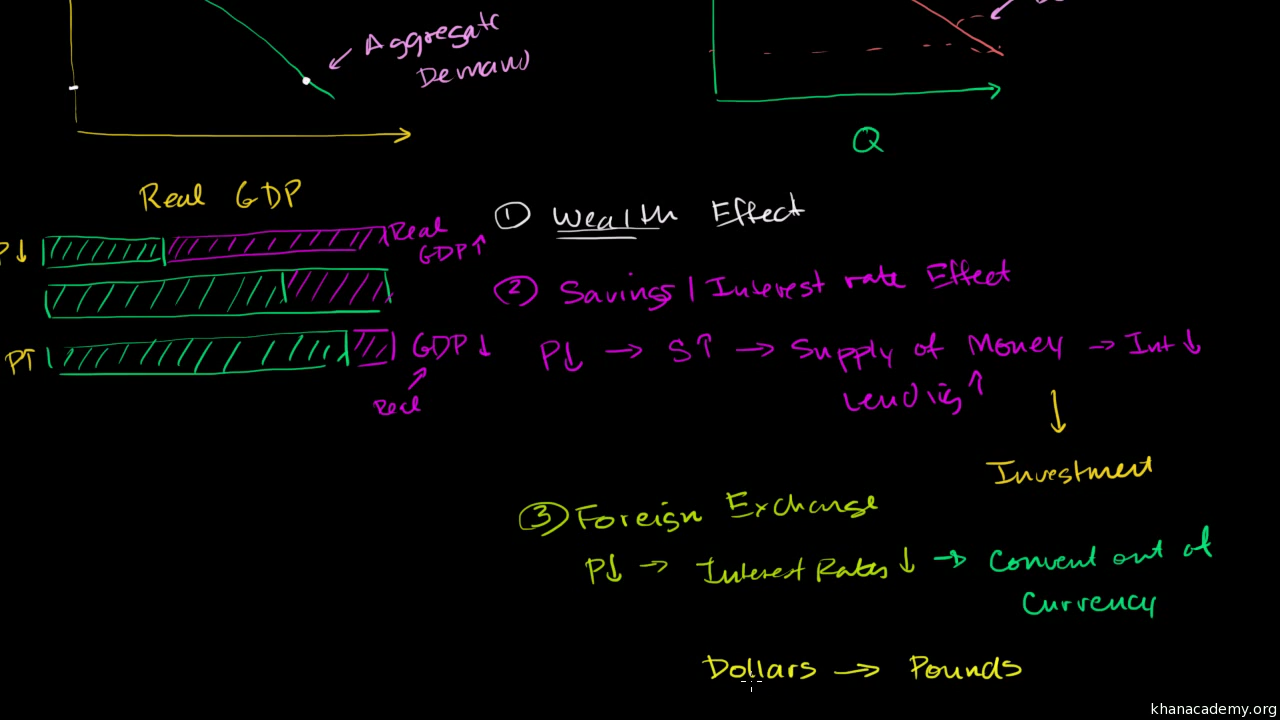 Aggregate
Demand
Q
Real GDP
① Wealth Effect
P↓ Real
GDP↑
② Savings / Interest rate Effect
P↑ GDP↓
Real
P↓ → S↑ → Supply of Money → Int↓
Lending↑
↓
Investment
③ Foreign Exchange
P↓ → Interest Rates↓ → Convert out of
Currency
Dollars → Pounds
khanacademy.org